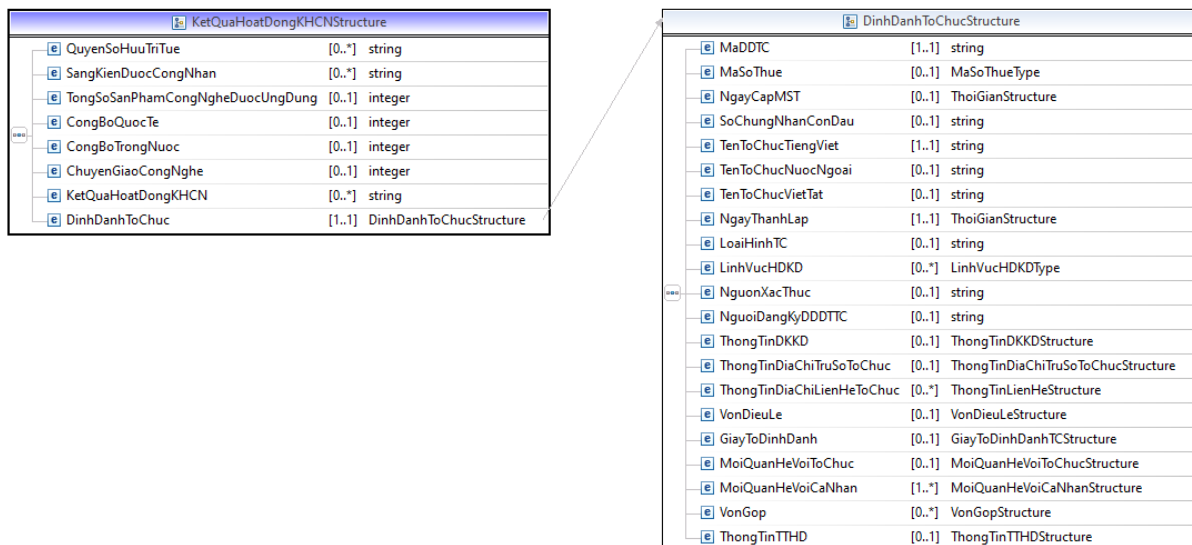 KetQuaHoatDongKHCNStructure
QuyenSoHuuTriTue [0..*] string
SangKienDuocCongNhan [0..*] string
TongSoSanPhamCongNgheDuocUngDung [0..1] integer
CongBoQuocTe [0..1] integer
CongBoTrongNuoc [0..1] integer
ChuyenGiaoCongNghe [0..1] integer
KetQuaHoatDongKHCN [0..*] string
DinhDanhToChuc [1..1] DinhDanhToChucStructure
DinhDanhToChucStructure
MaDDTC [1..1] string
MaSoThue [0..1] MaSoThueType
NgayCapMST [0..1] ThoiGianStructure
SoChungNhanConDau [0..1] string
TenToChucTiengViet [1..1] string
TenToChucNuocNgoai [0..1] string
TenToChucVietTat [0..1] string
NgayThanhLap [1..1] ThoiGianStructure
LoaiHinhTC [0..1] string
LinhVucHDKD [0..*] LinhVucHDKDType
NguonXacThuc [0..1] string
NguoiDangKyDDDTTC [0..1] string
ThongTinDKKD [0..1] ThongTinDKKDStructure
ThongTinDiaChiTruSoToChuc [0..1] ThongTinDiaChiTruSoToChucStructure
ThongTinDiaChiLienHeToChuc [0..*] ThongTinLienHeStructure
VonDieuLe [0..1] VonDieuLeStructure
GiayToDinhDanh [0..1] GiayToDinhDanhTCStructure
MoiQuanHeVoiToChuc [0..1] MoiQuanHeVoiToChucStructure
MoiQuanHeVoiCaNhan [1..*] MoiQuanHeVoiCaNhanStructure
VonGop [0..*] VonGopStructure
ThongTinTTHD [0..1] ThongTinTTHDStructure